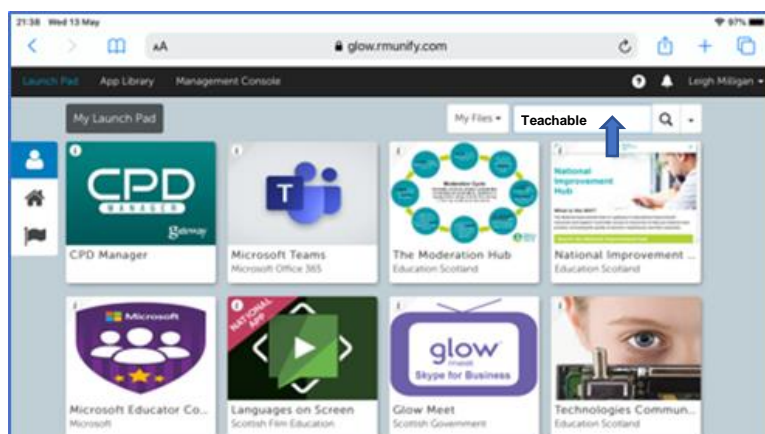 21:38 Wed 13 May
97%
AA
glow.rmunify.com
Launch Pad App Library Management Console
Leigh Milligan
My Launch Pad
My Files
Teachable
CPD
MANAGER
Gateway
CPD Manager
T
Microsoft Teams
Microsoft Office 365
Moderation Cycle
The Moderation Hub
Education Scotland
National
Improvement
Hub
National Improvement ...
Education Scotland
Microsoft
Microsoft Educator Co...
Microsoft
NATIONAL
APP
Languages on Screen
Scottish Film Education
glow
Skype for Business
Glow Meet
Scottish Government
Technologies Commun...
Education Scotland